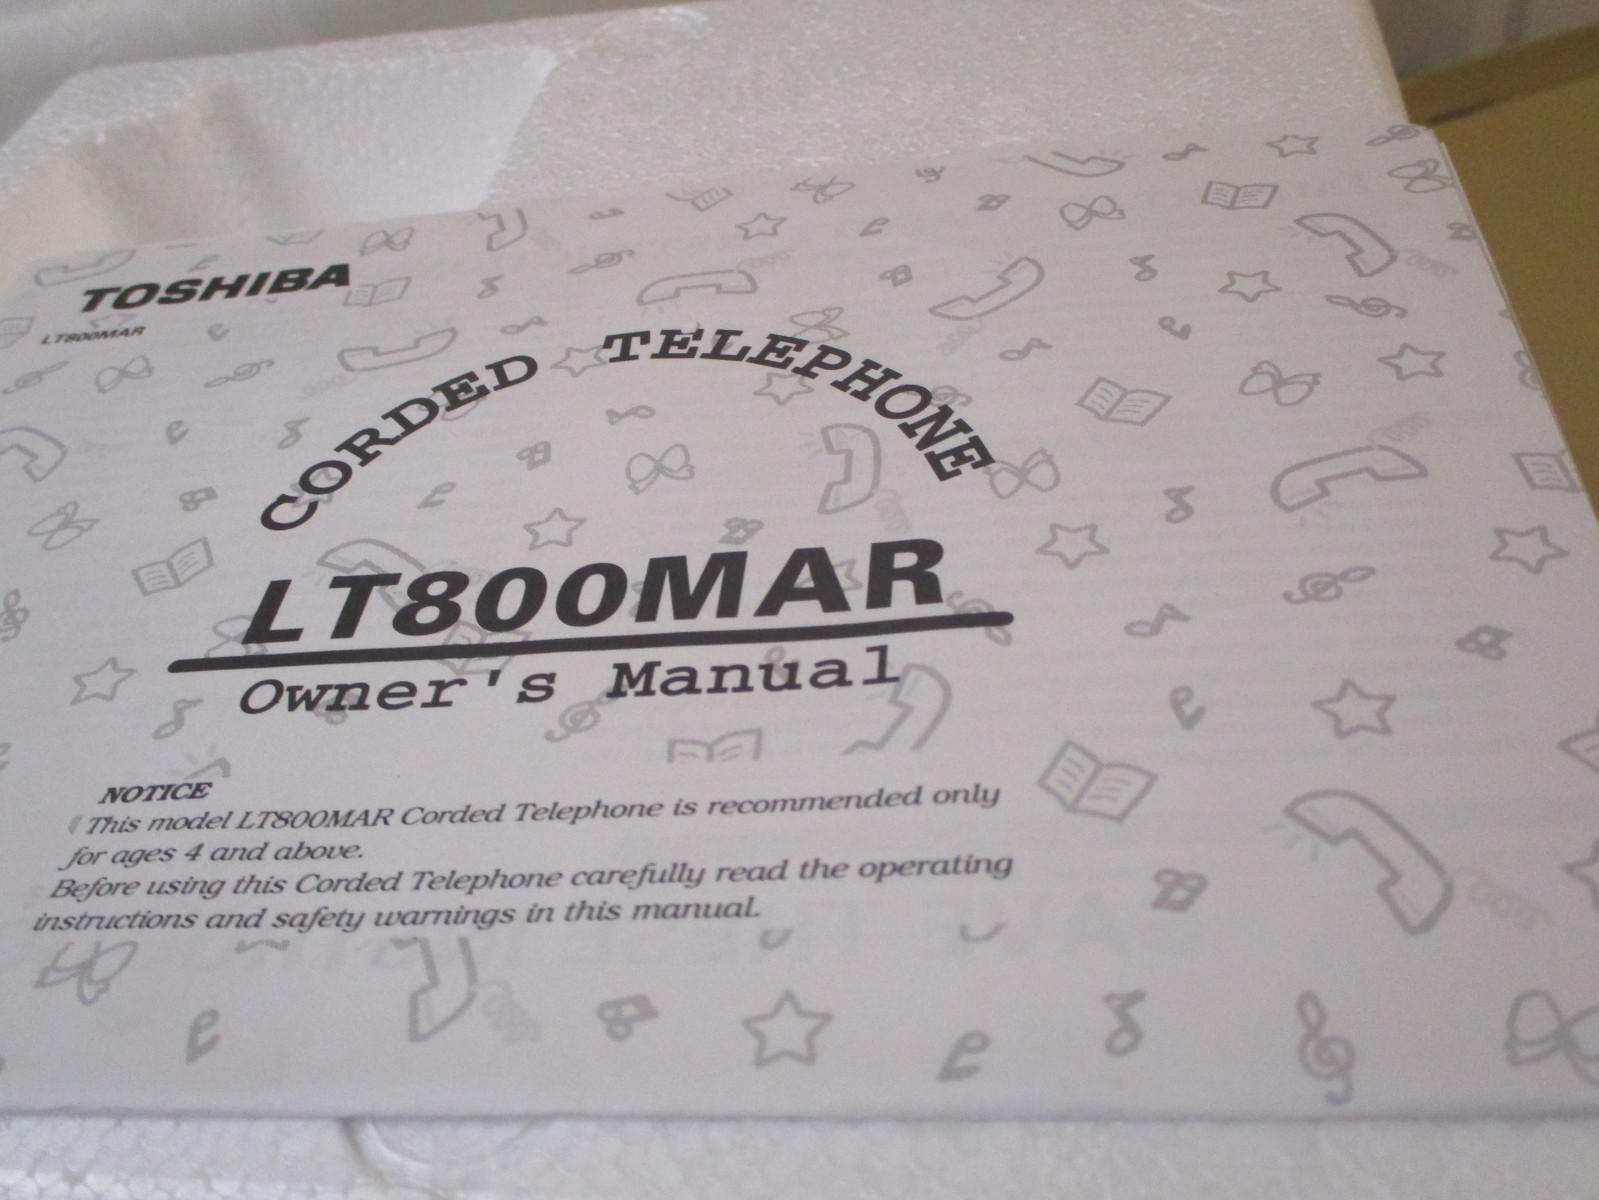 TOSHIBA
LT800MAR
CORDED TELEPHONE
LT800MAR
Owner's Manual
NOTICE
This model LT800MAR Corded Telephone is recommended only
for ages 4 and above.
Before using this Corded Telephone carefully read the operating
instructions and safety warnings in this manual.